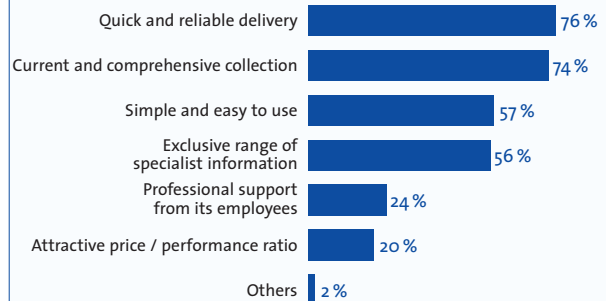 Quick and reliable delivery 76 %
Current and comprehensive collection 74 %
Simple and easy to use 57 %
Exclusive range of
specialist information 56 %
Professional support
from its employees 24 %
Attractive price / performance ratio 20 %
Others 2 %